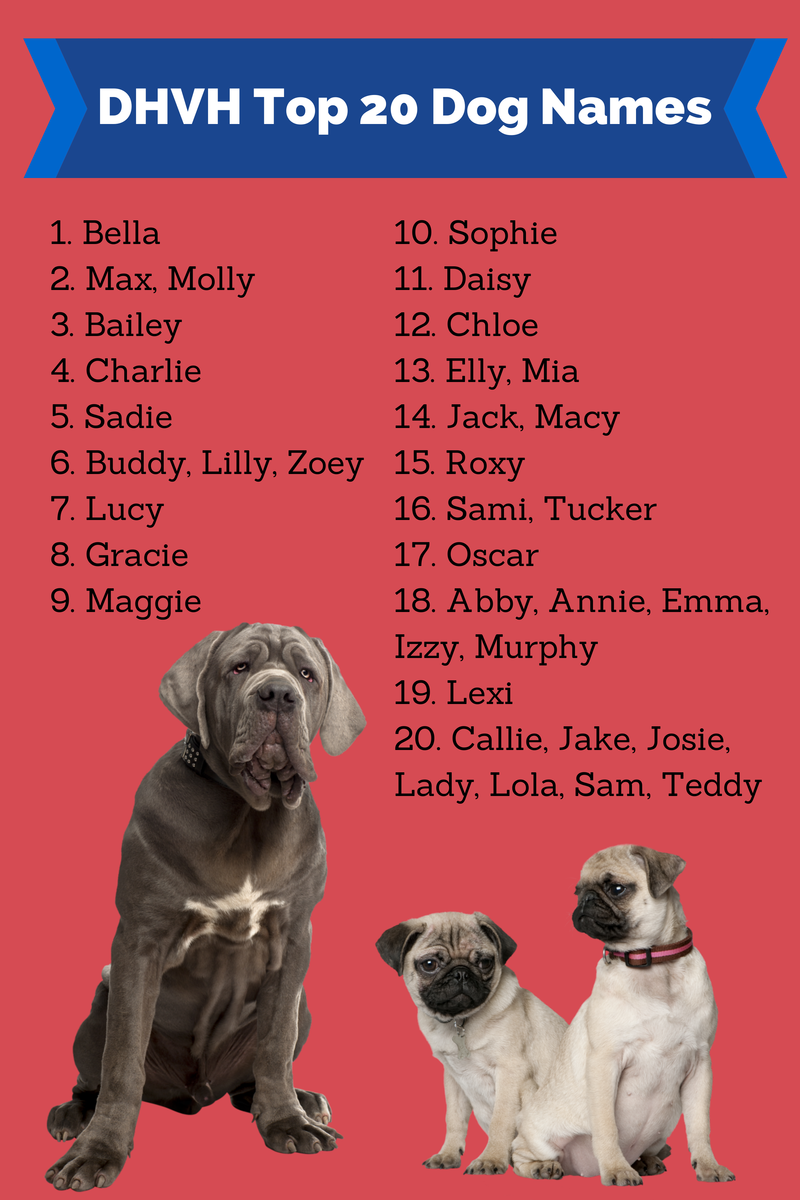 DHVH Top 20 Dog Names
1. Bella
2. Max, Molly
3. Bailey
4. Charlie
5. Sadie
6. Buddy, Lilly, Zoey
7. Lucy
8. Gracie
9. Maggie
10. Sophie
11. Daisy
12. Chloe
13. Elly, Mia
14. Jack, Macy
15. Roxy
16. Sami, Tucker
17. Oscar
18. Abby, Annie, Emma,
Izzy, Murphy
19. Lexi
20. Callie, Jake, Josie,
Lady, Lola, Sam, Teddy